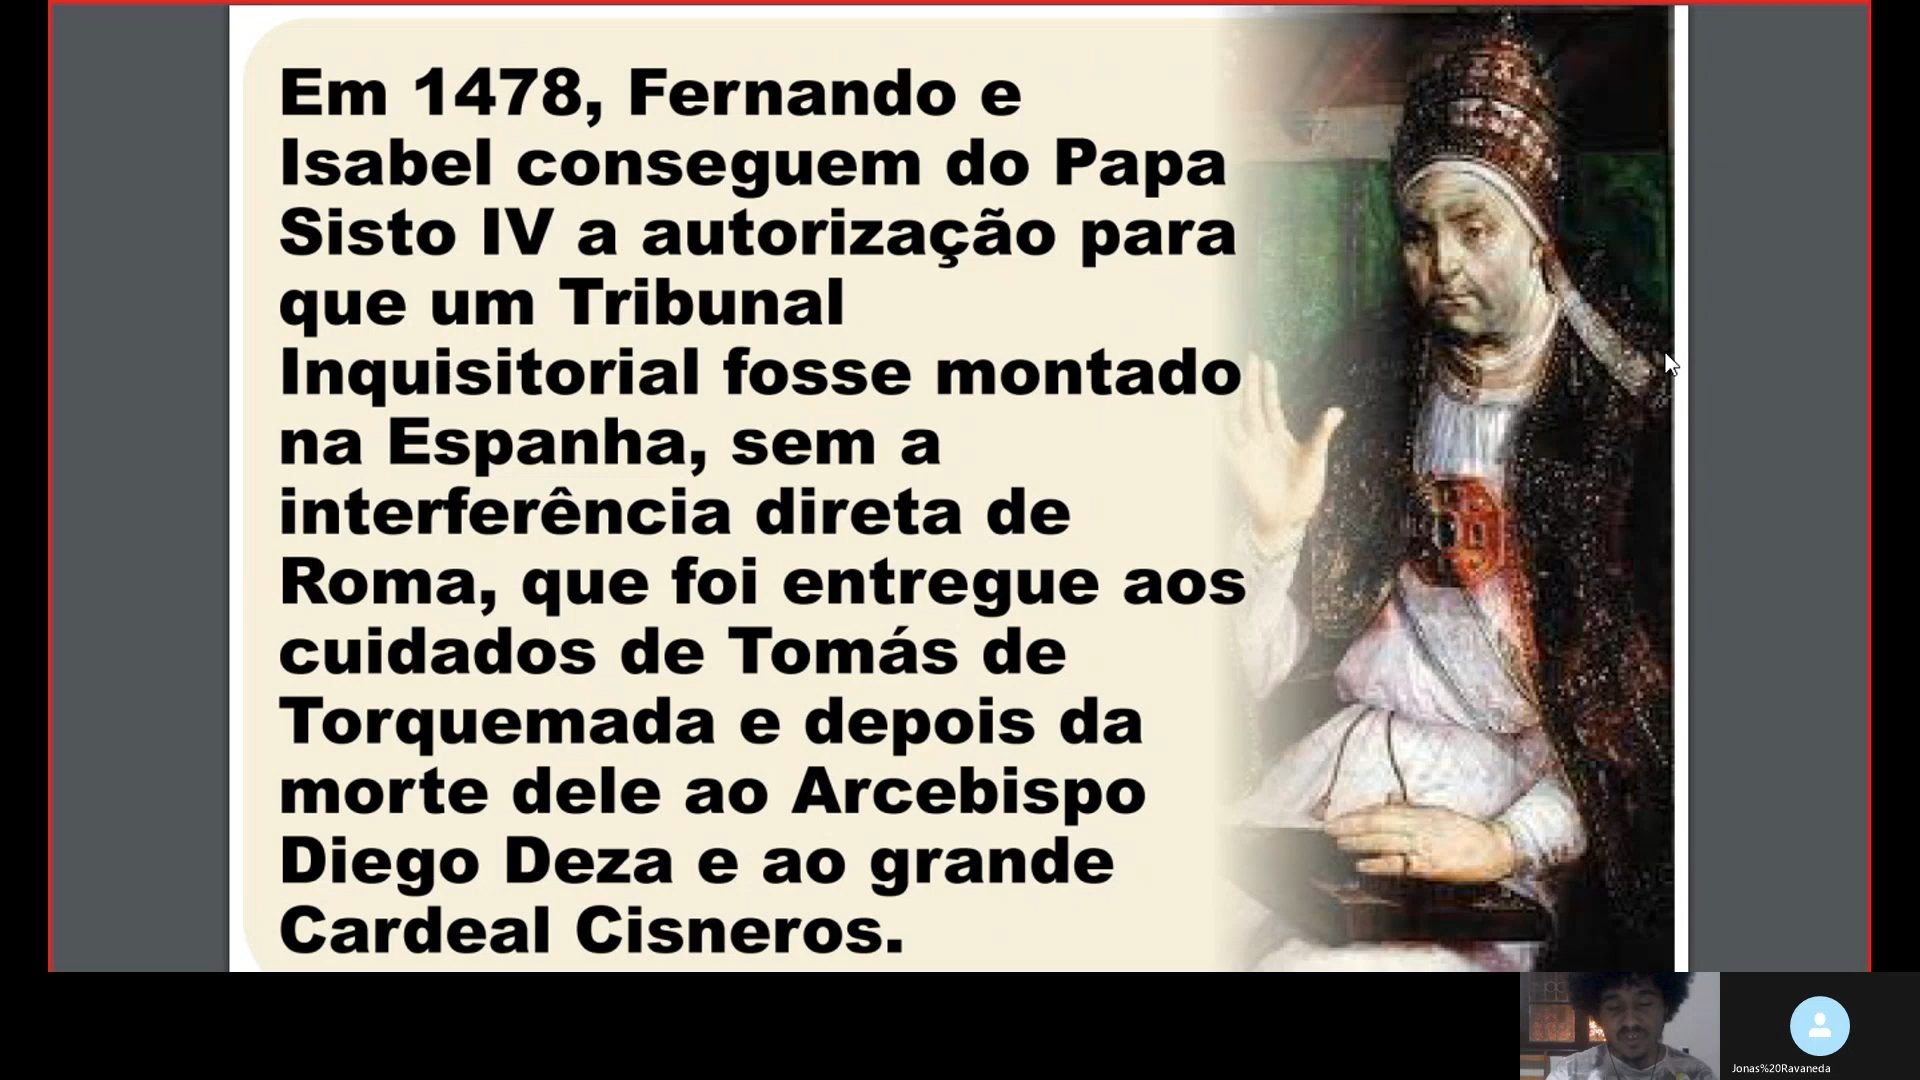 Em 1478, Fernando e
Isabel conseguem do Papa
Sisto IV a autorização para
que um Tribunal
Inquisitorial fosse montado
na Espanha, sem a
interferência direta de
Roma, que foi entregue aos
cuidados de Tomás de
Torquemada e depois da
morte dele ao Arcebispo
Diego Deza e ao grande
Cardeal Cisneros.
Jonas%20Ravaneda